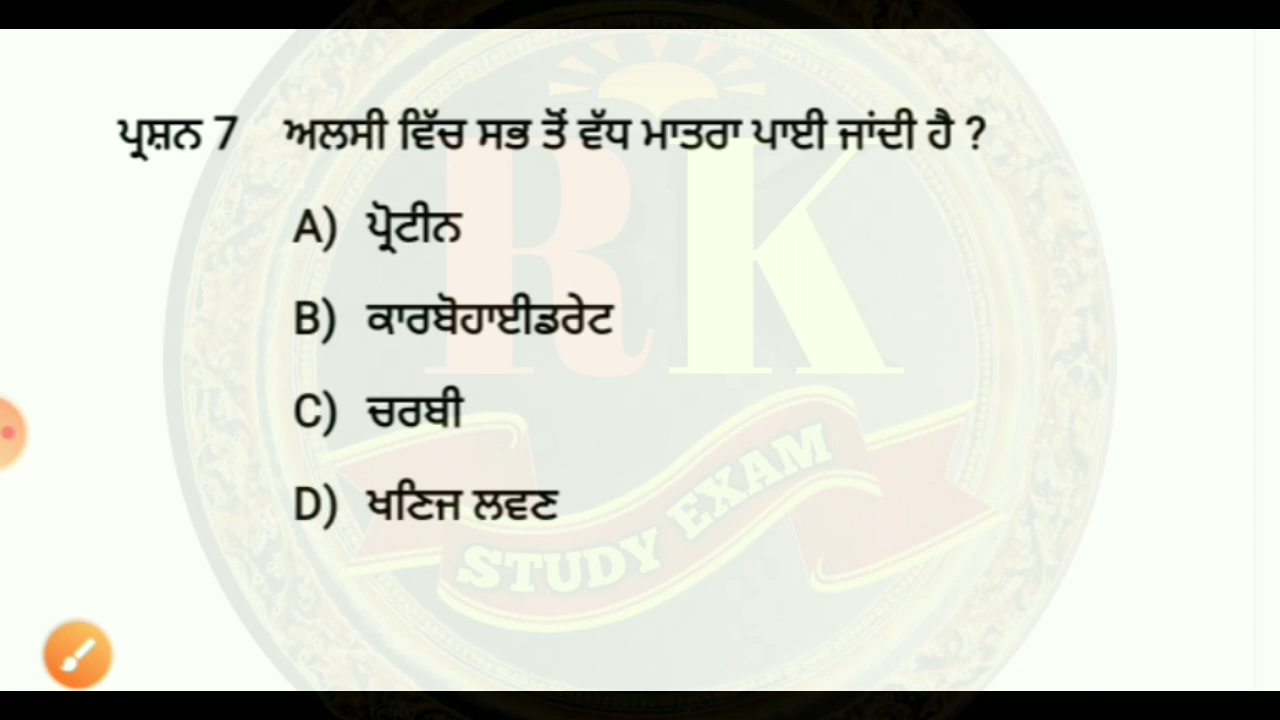 ਪ੍ਰਸ਼ਨ 7 ਅਲਸੀ ਵਿੱਚ ਸਭ ਤੋਂ ਵੱਧ ਮਾਤਰਾ ਪਾਈ ਜਾਂਦੀ ਹੈ ?
A) ਪ੍ਰੋਟੀਨ
B) ਕਾਰਬੋਹਾਈਡਰੇਟ
C) ਚਰਬੀ
D) ਖਣਿਜ ਲਵਣ
RK
STUDY EXAM